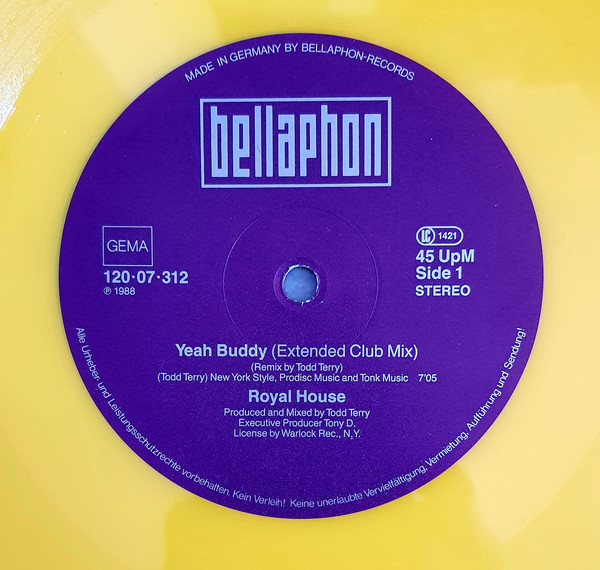 MADE IN GERMANY BY BELLAPHON-RECORDS
bellaphon
GEMA
120·07·312
℗ 1988
LC 1421
45 UpM
Side 1
STEREO
Yeah Buddy (Extended Club Mix)
(Remix by Todd Terry)
(Todd Terry) New York Style, Prodisc Music and Tonk Music 7'05
Royal House
Produced and Mixed by Todd Terry
Executive Producer Tony D.
License by Warlock Rec., N.Y.
Alle Urheber- und Leistungsschutzrechte vorbehalten. Kein Verleih! Keine unerlaubte Vervielfältigung, Vermietung, Aufführung und Sendung!